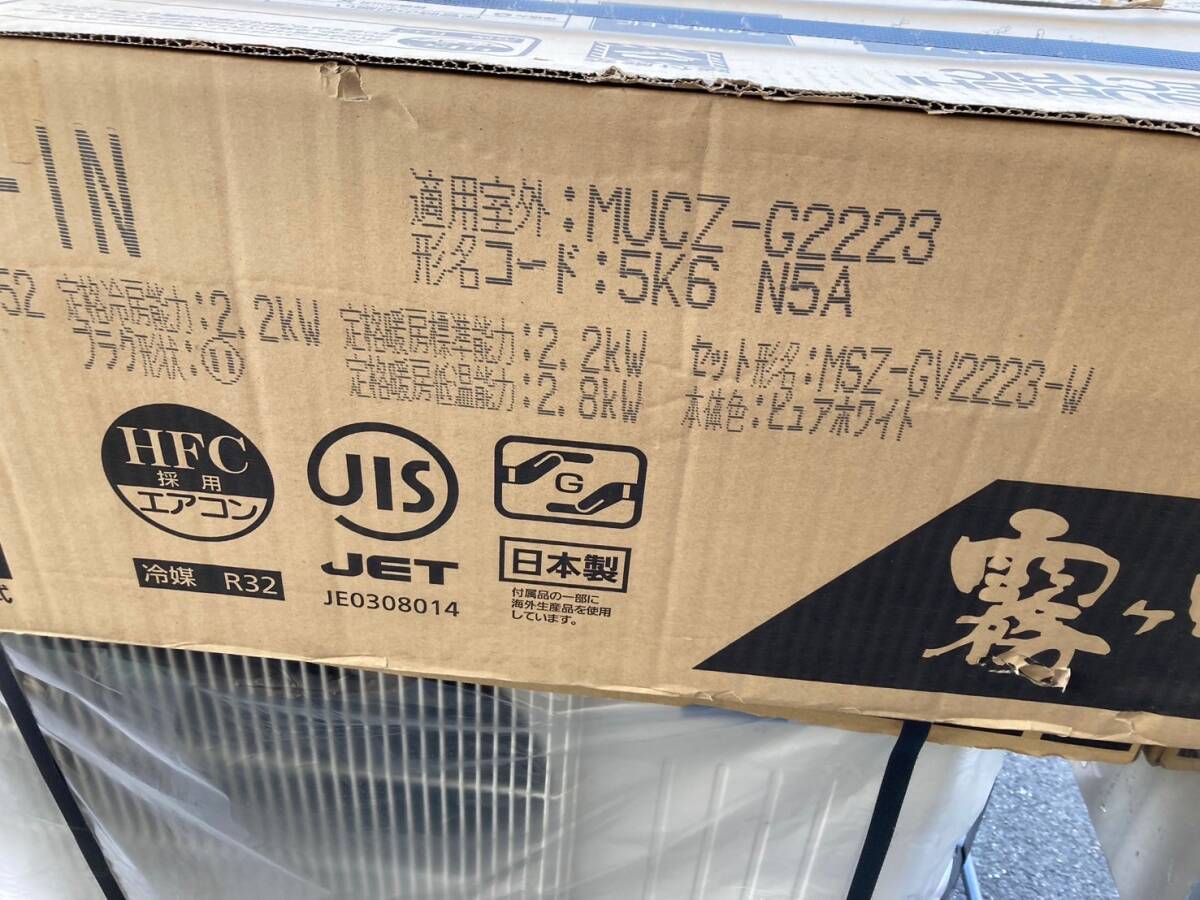 -IN
適用室外:MUCZ-G2223
形名コード:5K6 N5A
52 定格冷房能力:2.2kW 定格暖房標準能力:2.2kW セット形名:MSZ-GV2223-W
プラグ形状:⑪ 定格暖房低温能力:2.8kW 本体色:ピュアホワイト
HFC
採用
エアコン
冷媒 R32
JIS
JET
JE0308014
G
日本製
付属品の一部に
海外生産品を使用
しています。
霧ヶ
式